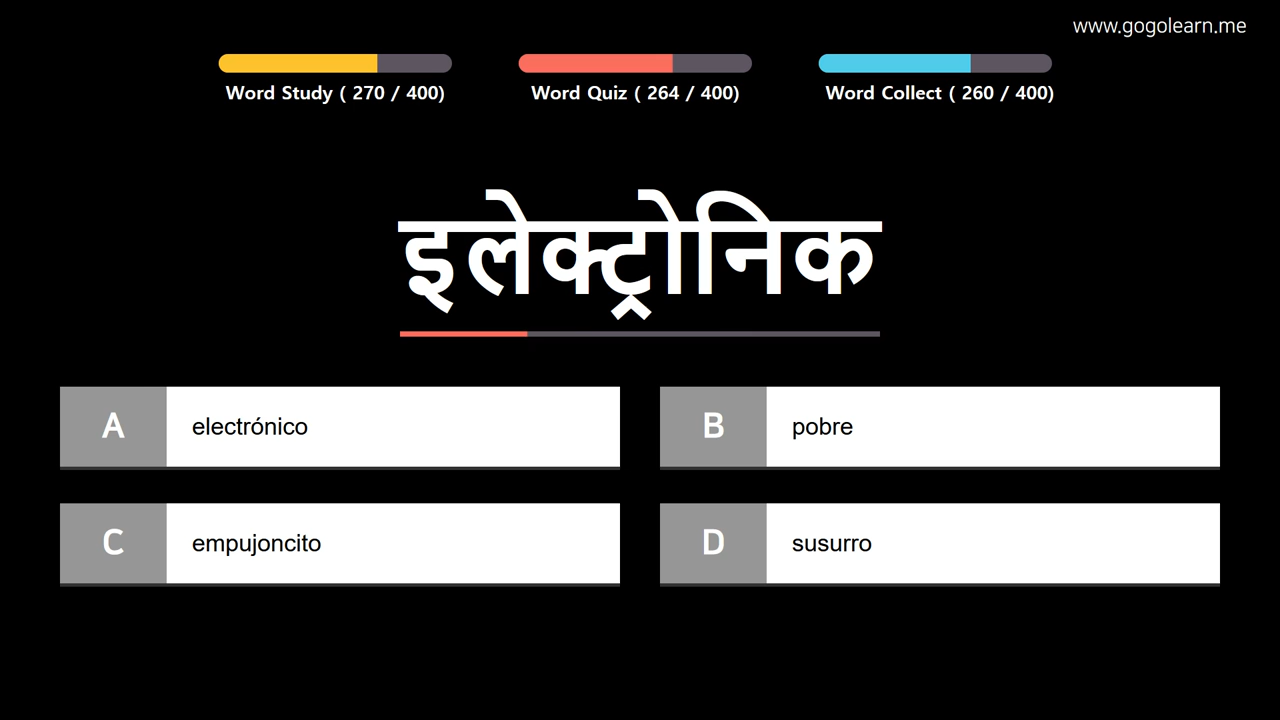 www.gogolearn.me
Word Study ( 270 / 400)
Word Quiz ( 264 / 400)
Word Collect ( 260 / 400)
इलेक्ट्रोनिक
A electrónico
B pobre
C empujoncito
D susurro